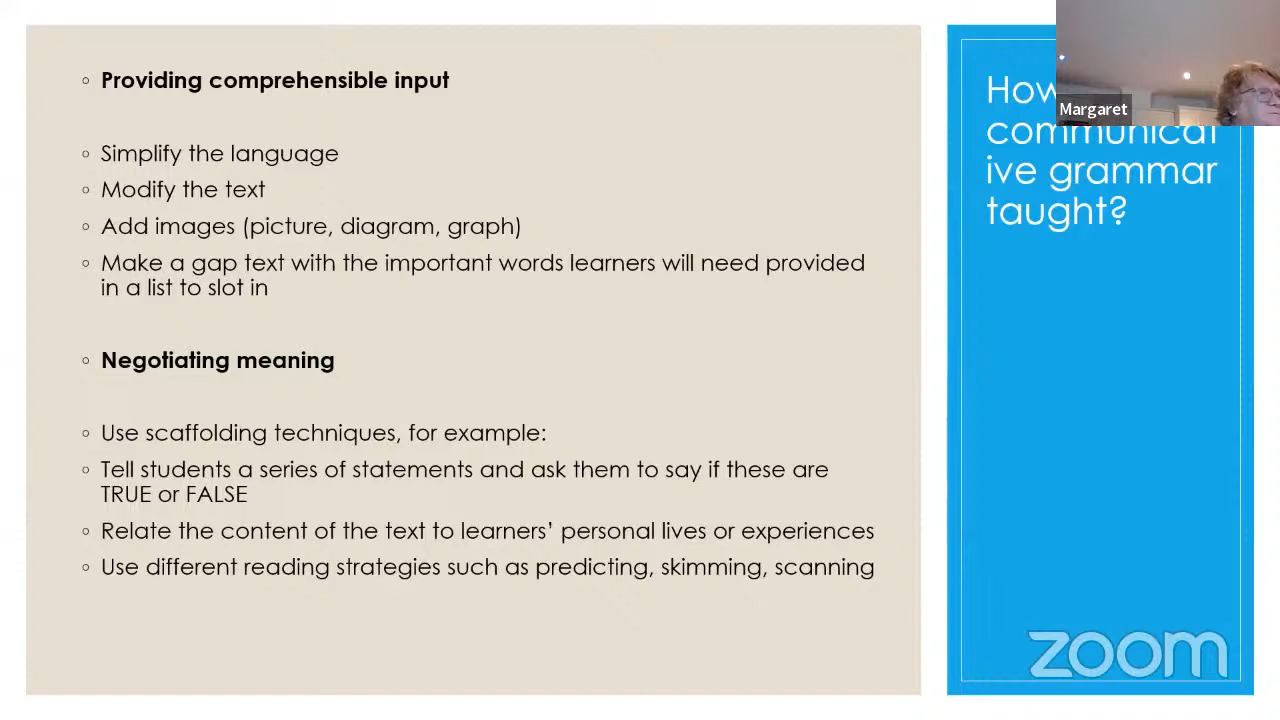 Providing comprehensible input
Simplify the language
Modify the text
Add images (picture, diagram, graph)
Make a gap text with the important words learners will need provided
in a list to slot in
Negotiating meaning
Use scaffolding techniques, for example:
Tell students a series of statements and ask them to say if these are
TRUE or FALSE
Relate the content of the text to learners’ personal lives or experiences
Use different reading strategies such as predicting, skimming, scanning
How
communicat
ive grammar
taught?
Margaret
zoom